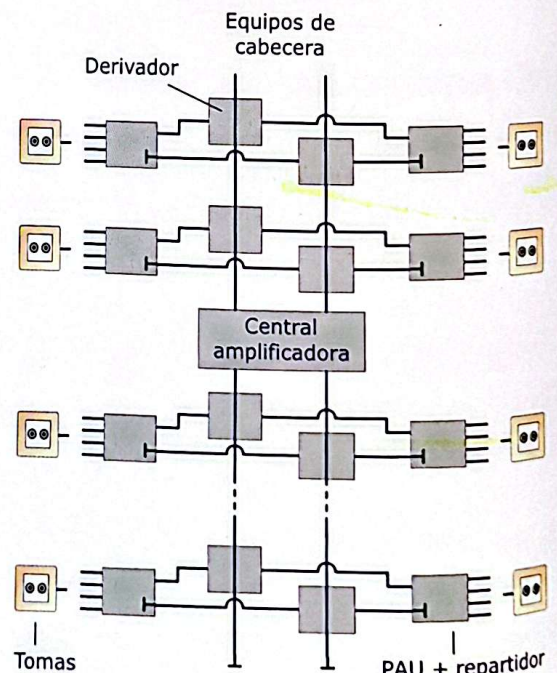 Equipos de
cabecera
Derivador
Central
amplificadora
Tomas
PAU + repartidor